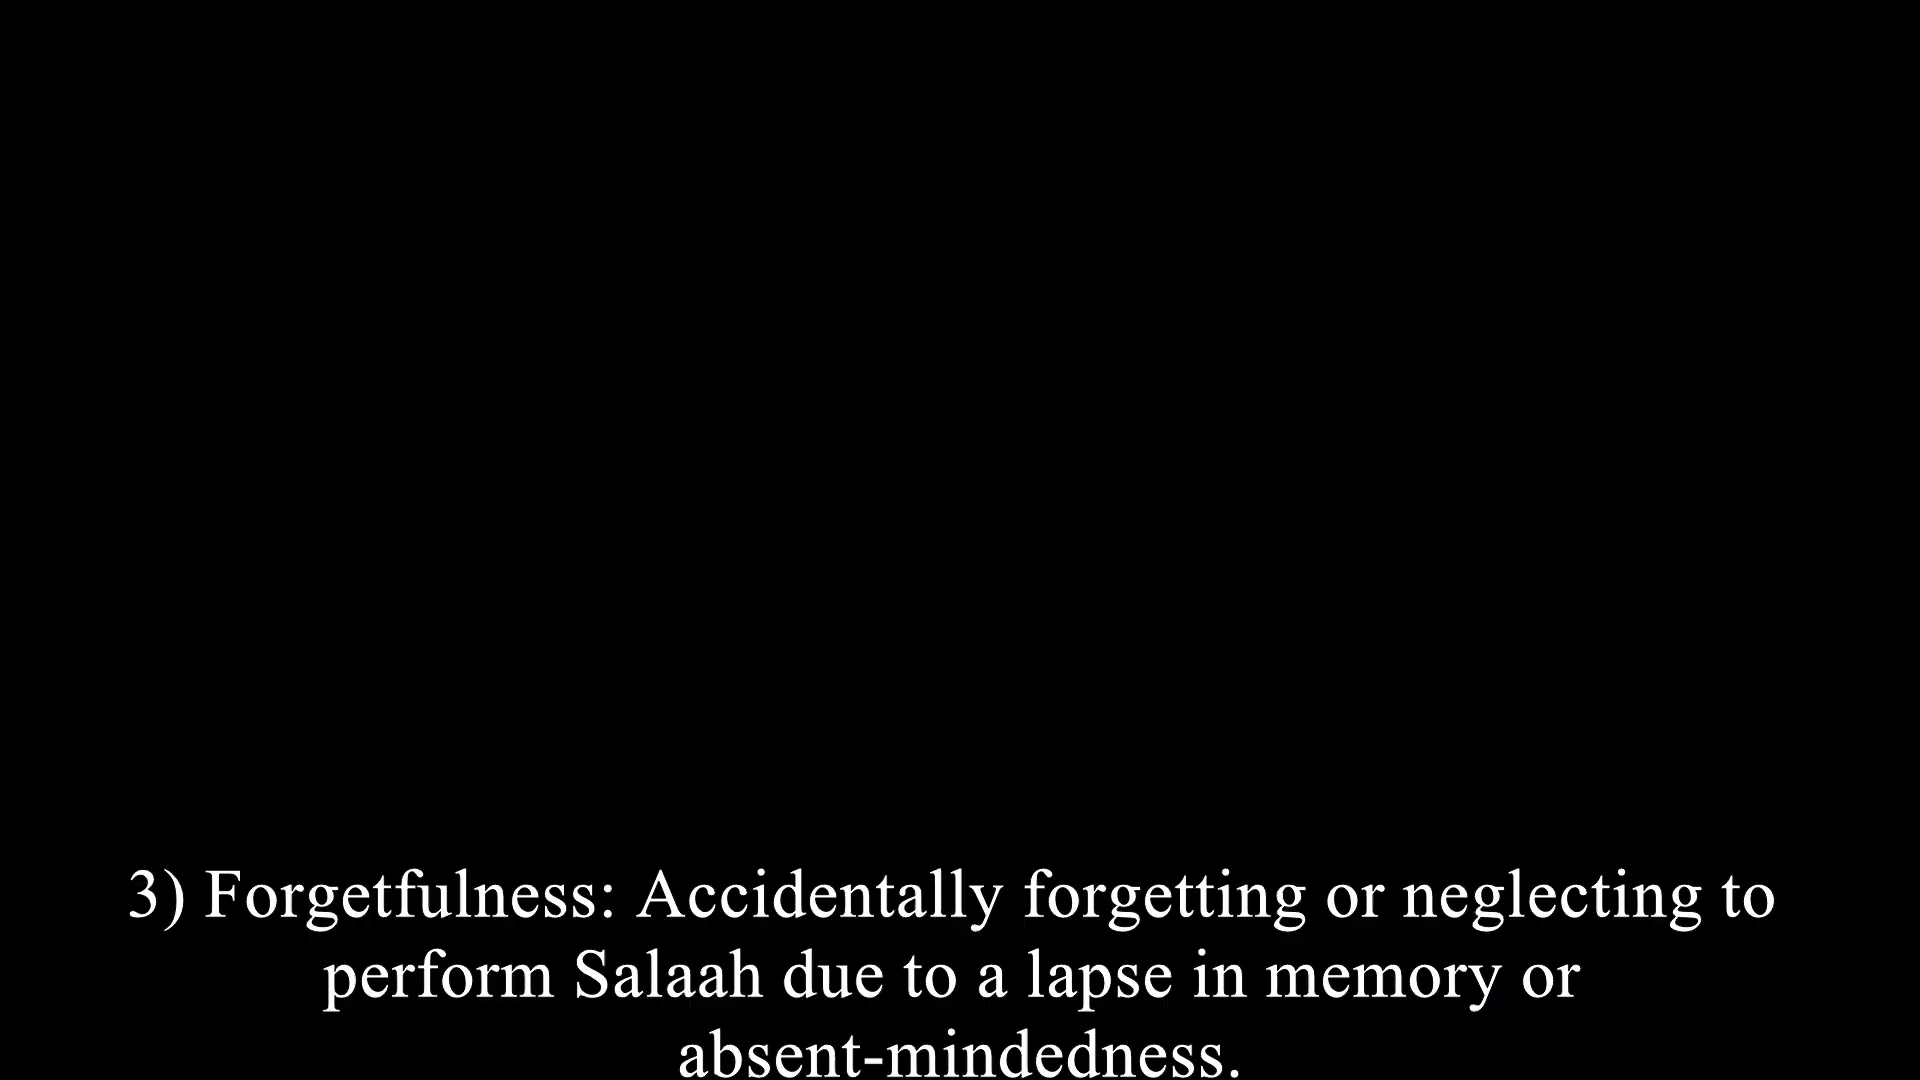 3) Forgetfulness: Accidentally forgetting or neglecting to
perform Salaah due to a lapse in memory or
absent-mindedness.